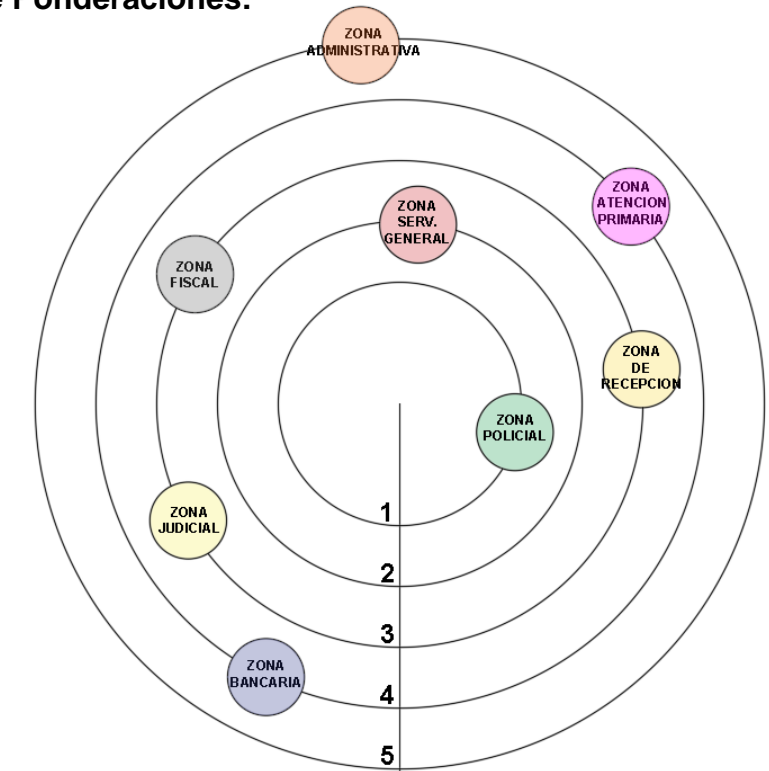 Ponderaciones:
ZONA
ADMINISTRATIVA
ZONA
ATENCION
PRIMARIA
ZONA
SERV.
GENERAL
ZONA
FISCAL
ZONA
DE
RECEPCION
ZONA
POLICIAL
ZONA
JUDICIAL
ZONA
BANCARIA
1
2
3
4
5